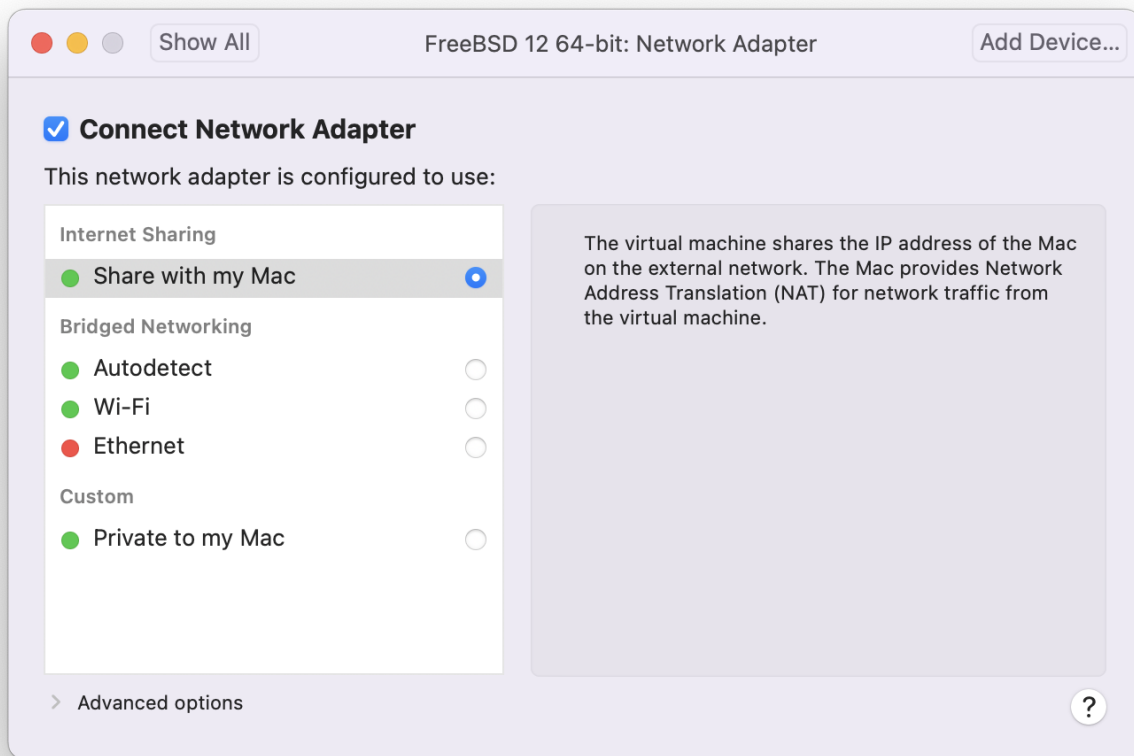 Show All
FreeBSD 12 64-bit: Network Adapter
Add Device...
Connect Network Adapter
This network adapter is configured to use:
Internet Sharing
Share with my Mac
Bridged Networking
Autodetect
Wi-Fi
Ethernet
Custom
Private to my Mac
The virtual machine shares the IP address of the Mac
on the external network. The Mac provides Network
Address Translation (NAT) for network traffic from
the virtual machine.
Advanced options
?